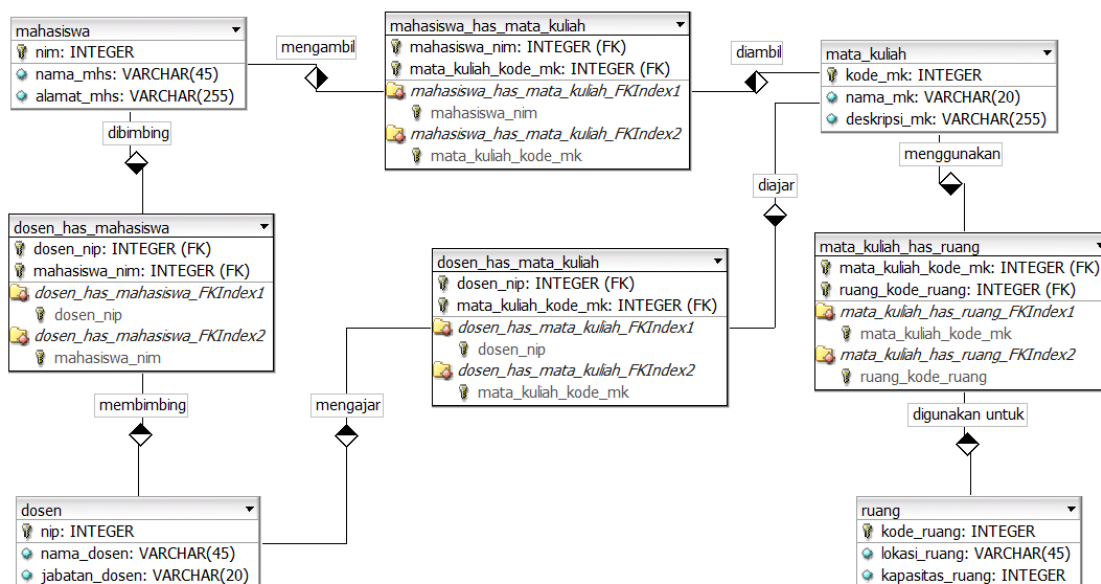 mahasiswa
nim: INTEGER
nama_mhs: VARCHAR(45)
alamat_mhs: VARCHAR(255)
mengambil
mahasiswa_has_mata_kuliah
mahasiswa_nim: INTEGER (FK)
mata_kuliah_kode_mk: INTEGER (FK)
mahasiswa_has_mata_kuliah_FKIndex1
mahasiswa_nim
mahasiswa_has_mata_kuliah_FKIndex2
mata_kuliah_kode_mk
diambil
mata_kuliah
kode_mk: INTEGER
nama_mk: VARCHAR(20)
deskripsi_mk: VARCHAR(255)
dibimbing
diajar
menggunakan
dosen_has_mahasiswa
dosen_nip: INTEGER (FK)
mahasiswa_nim: INTEGER (FK)
dosen_has_mahasiswa_FKIndex1
dosen_nip
dosen_has_mahasiswa_FKIndex2
mahasiswa_nim
dosen_has_mata_kuliah
dosen_nip: INTEGER (FK)
mata_kuliah_kode_mk: INTEGER (FK)
dosen_has_mata_kuliah_FKIndex1
dosen_nip
dosen_has_mata_kuliah_FKIndex2
mata_kuliah_kode_mk
mata_kuliah_has_ruang
mata_kuliah_kode_mk: INTEGER (FK)
ruang_kode_ruang: INTEGER (FK)
mata_kuliah_has_ruang_FKIndex1
mata_kuliah_kode_mk
mata_kuliah_has_ruang_FKIndex2
ruang_kode_ruang
membimbing
mengajar
digunakan untuk
dosen
nip: INTEGER
nama_dosen: VARCHAR(45)
jabatan_dosen: VARCHAR(20)
ruang
kode_ruang: INTEGER
lokasi_ruang: VARCHAR(45)
kapasitas_ruang: INTEGER